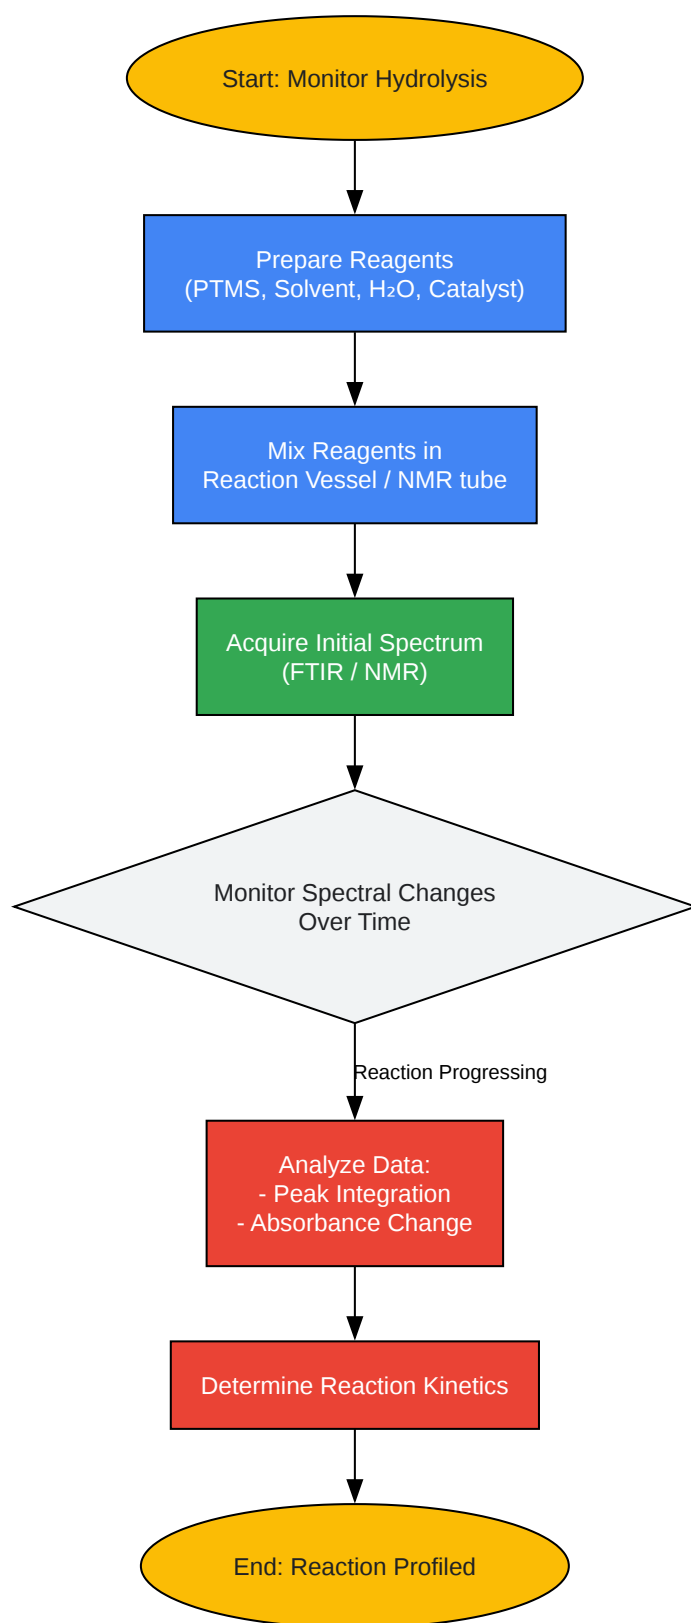 Start: Monitor Hydrolysis
Prepare Reagents
(PTMS, Solvent, H₂O, Catalyst)
Mix Reagents in
Reaction Vessel / NMR tube
Acquire Initial Spectrum
(FTIR / NMR)
Monitor Spectral Changes
Over Time
Reaction Progressing
Analyze Data:
- Peak Integration
- Absorbance Change
Determine Reaction Kinetics
End: Reaction Profiled